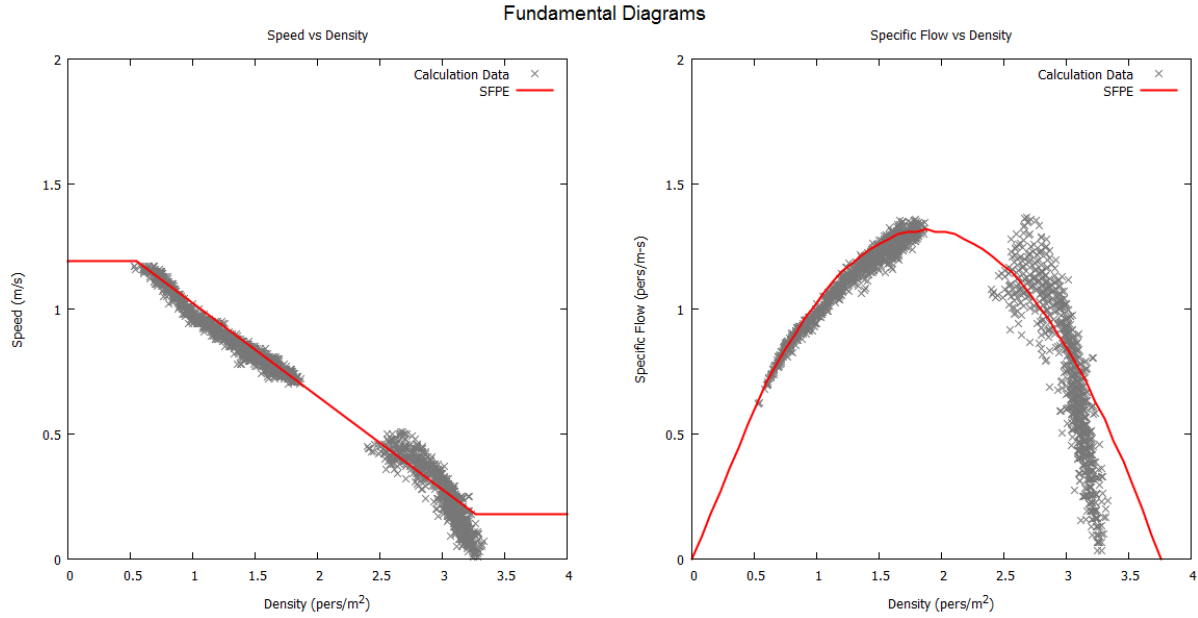 Fundamental Diagrams
Speed vs Density
2
1.5
1
0.5
0
Speed (m/s)
Calculation Data
SFPE
0 0.5 1 1.5 2 2.5 3 3.5 4
Density (pers/m²)
Specific Flow vs Density
2
1.5
1
0.5
0
Specific Flow (pers/m-s)
Calculation Data
SFPE
0 0.5 1 1.5 2 2.5 3 3.5 4
Density (pers/m²)